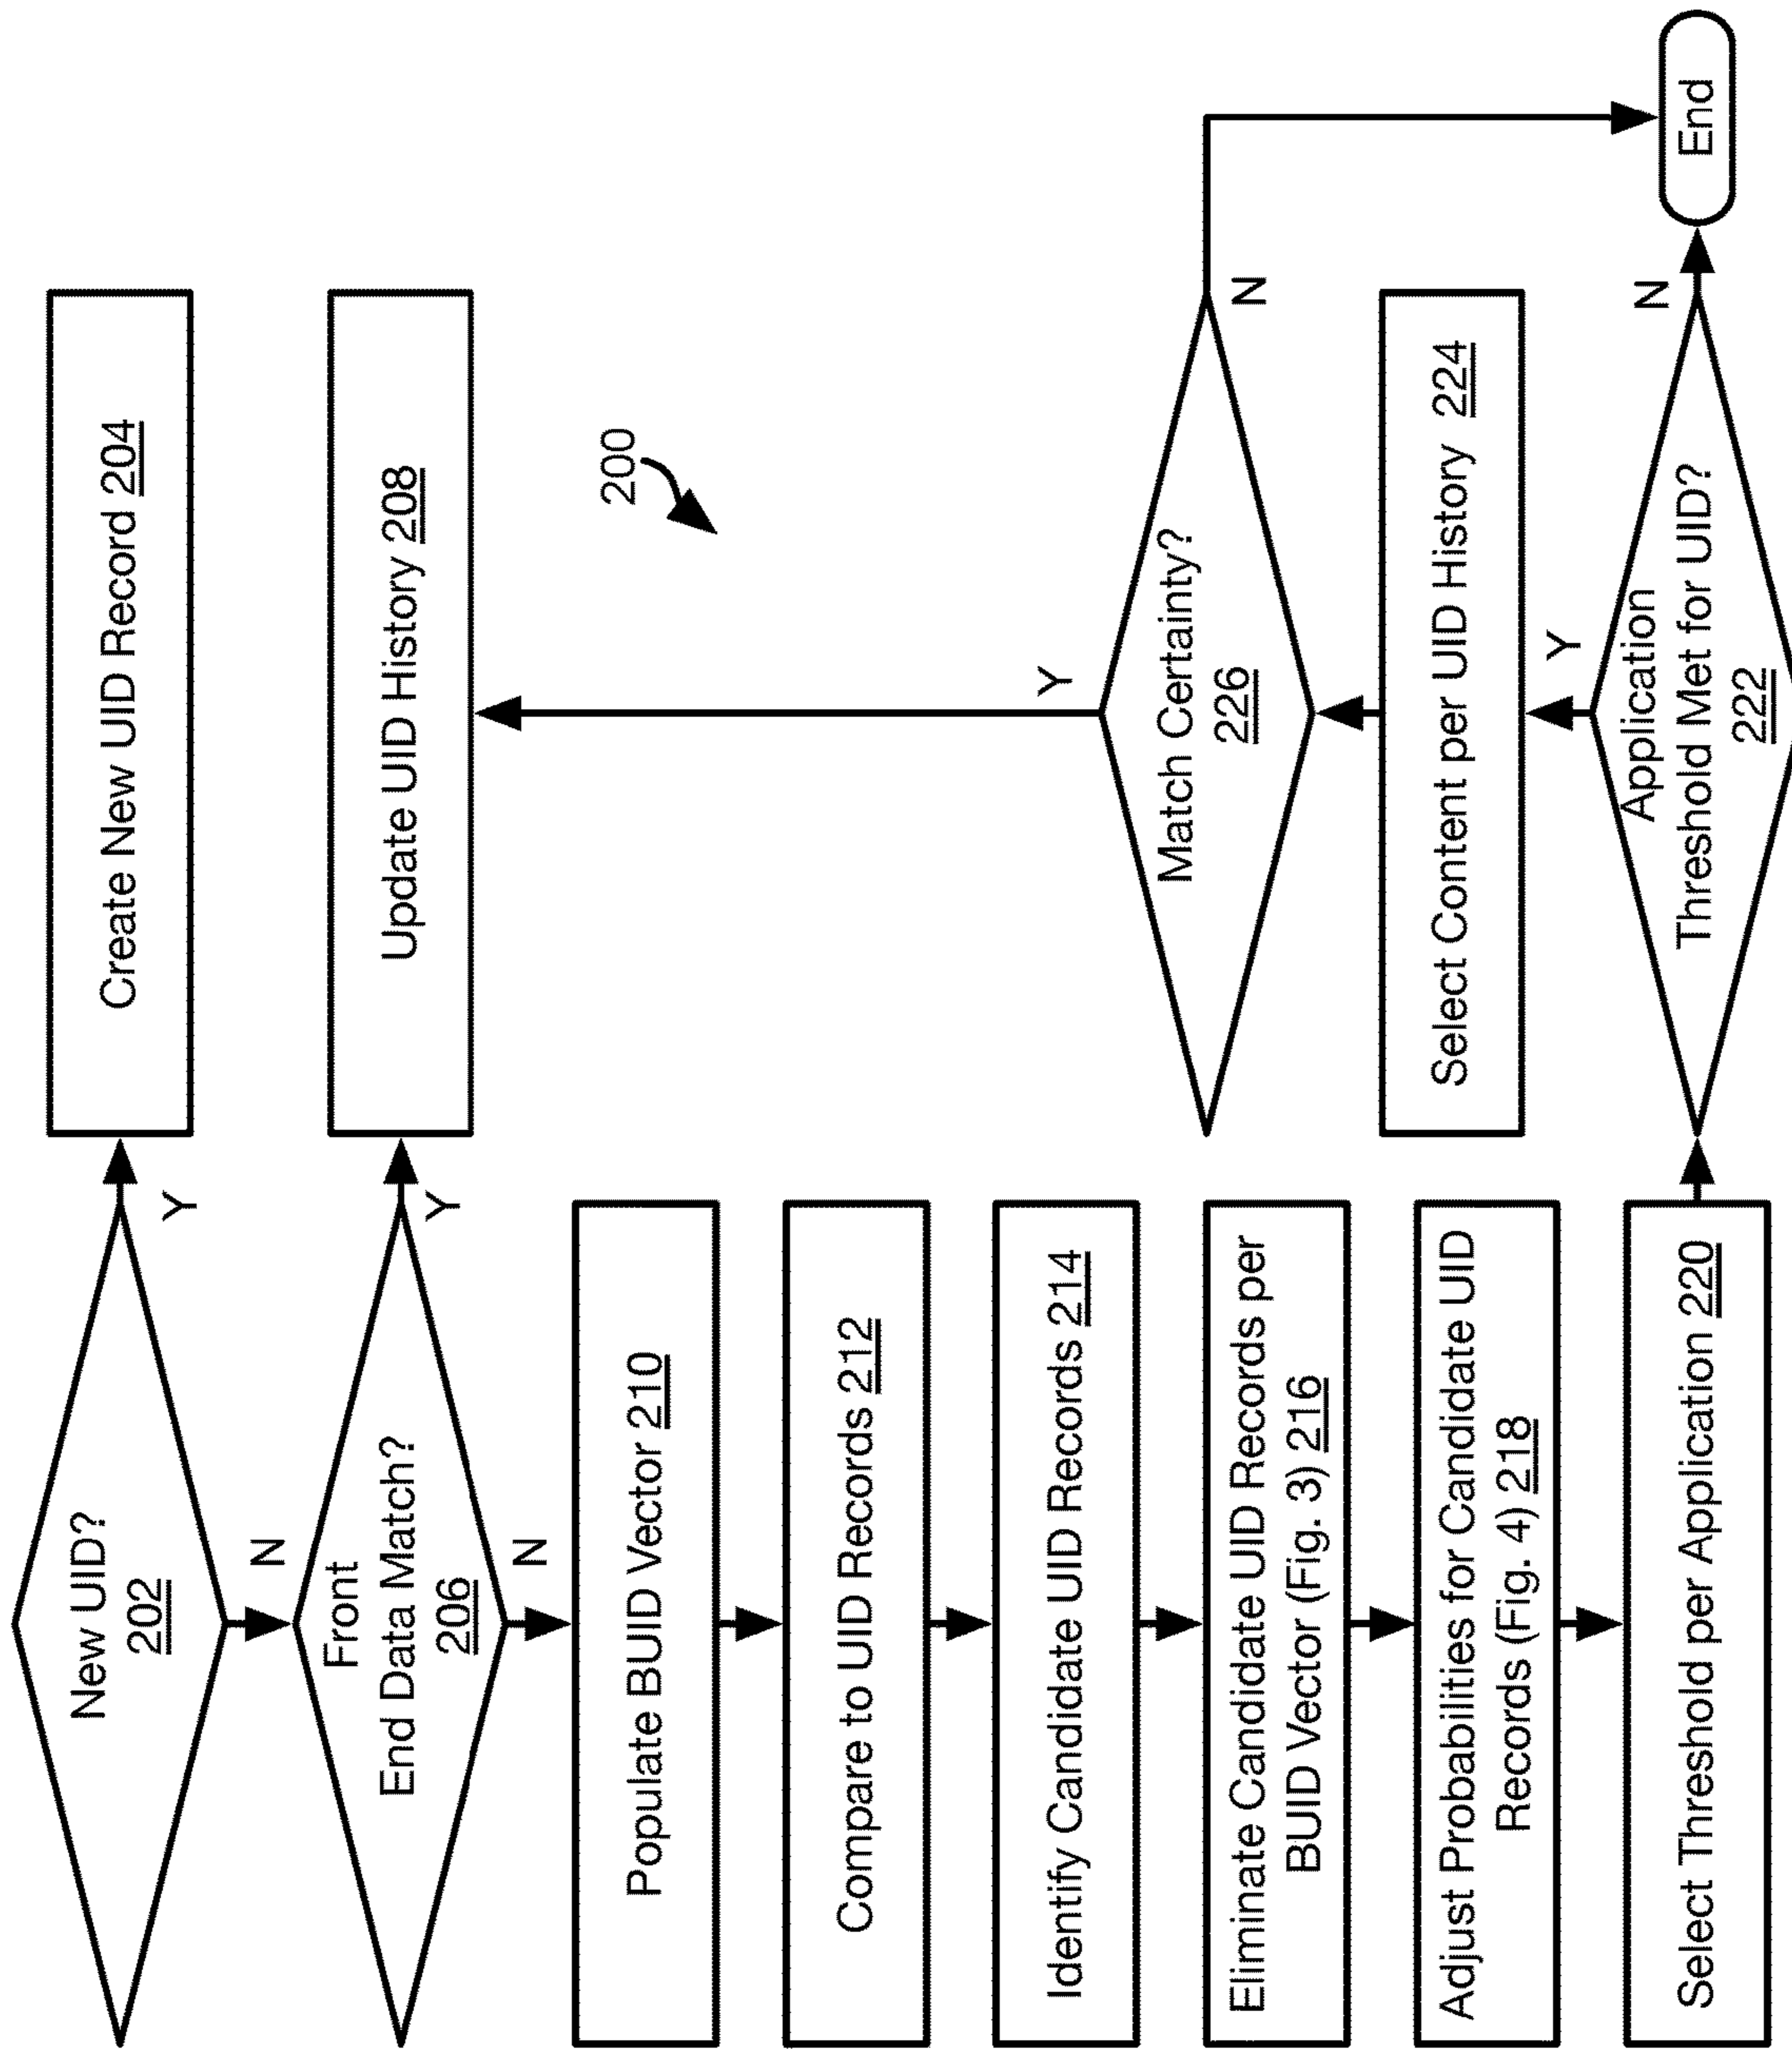 New UID?
202
Y
Create New UID Record 204
N
Front
End Data Match?
206
Y
Update UID History 208
N
200
Populate BUID Vector 210
Compare to UID Records 212
Identify Candidate UID Records 214
Eliminate Candidate UID Records per
BUID Vector (Fig. 3) 216
Adjust Probabilities for Candidate UID
Records (Fig. 4) 218
Select Threshold per Application 220
Y
Match Certainty?
226
N
Select Content per UID History 224
Y
Application
Threshold Met for UID?
222
N
End